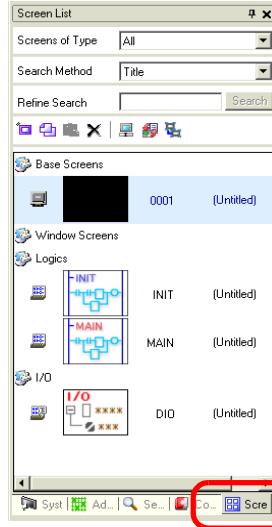 Screen List
Screens of Type All
Search Method Title
Refine Search Search
Base Screens
0001 (Untitled)
Window Screens
Logics
INIT INIT (Untitled)
MAIN MAIN (Untitled)
I/O
I/O **** *** DIO (Untitled)
Syst Ad... Se... Co... Scre